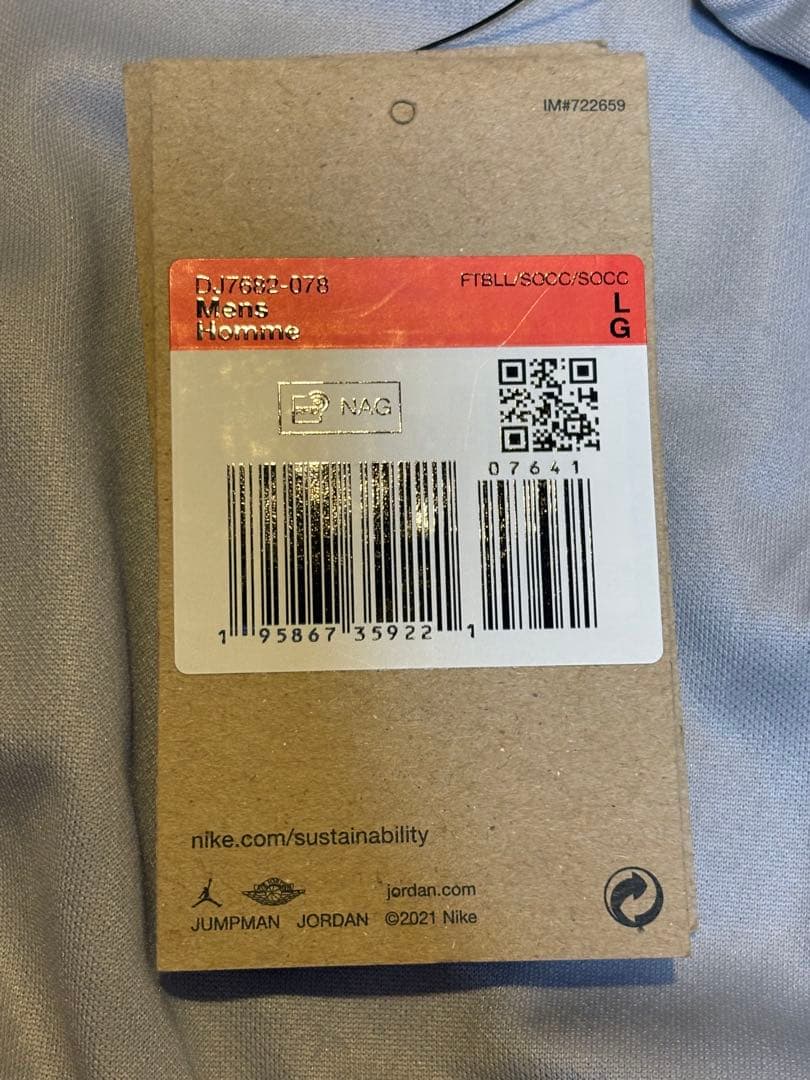 IM#722659
DJ7682-078
FTBLL/SOCC/SOCC
Mens
L
Homme
G
NAG
07641
1 95867 35922 1
nike.com/sustainability
jordan.com
JUMPMAN JORDAN ©2021 Nike